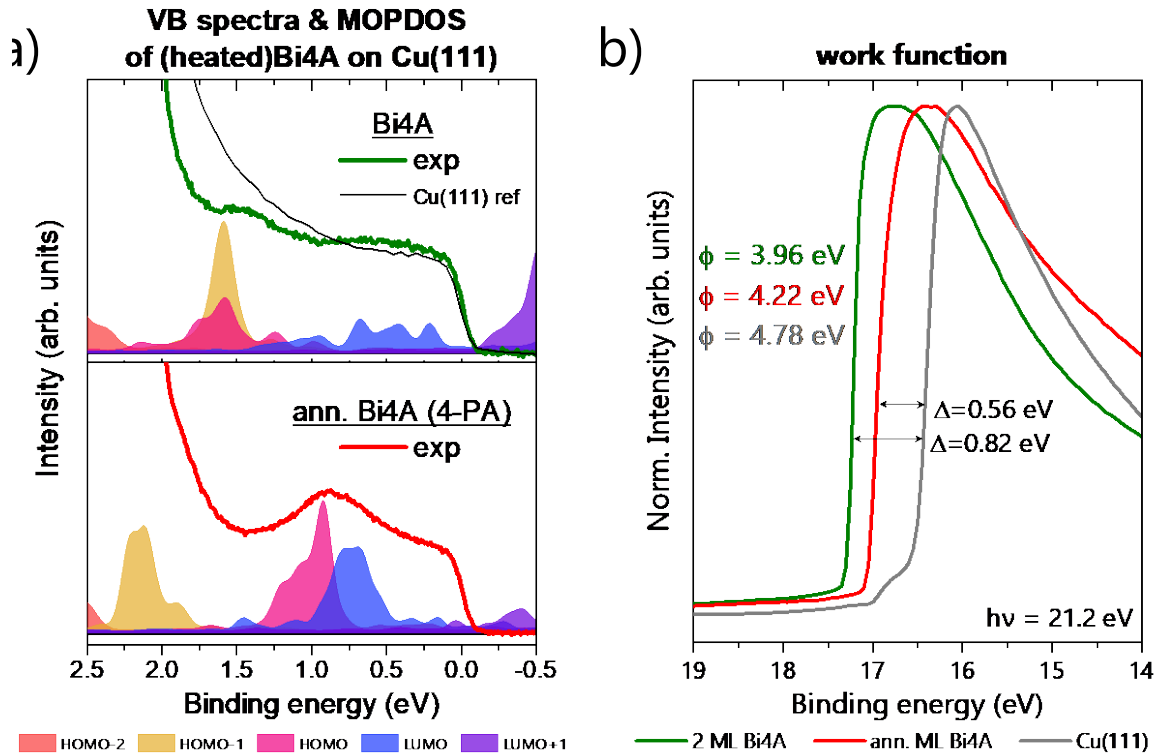 a)
VB spectra & MOPDOS
of (heated)Bi4A on Cu(111)
Bi4A
exp
Cu(111) ref
ann. Bi4A (4-PA)
exp
Intensity (arb. units)
2.5 2.0 1.5 1.0 0.5 0.0 -0.5
Binding energy (eV)
HOMO-2 HOMO-1 HOMO LUMO LUMO+1
b)
work function
ϕ = 3.96 eV
ϕ = 4.22 eV
ϕ = 4.78 eV
Δ=0.56 eV
Δ=0.82 eV
hν = 21.2 eV
Norm. Intensity (arb. units)
19 18 17 16 15 14
Binding energy (eV)
2 ML Bi4A ann. ML Bi4A Cu(111)